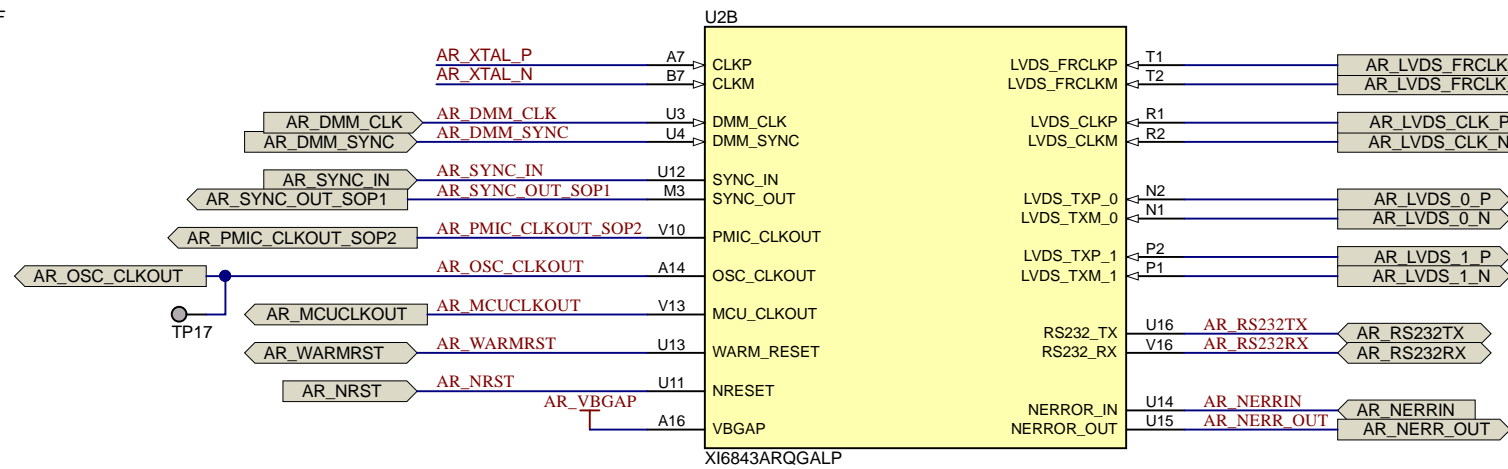 F
U2B
AR_XTAL_P A7 CLKP LVDS_FRCLKP T1 AR_LVDS_FRCLK
AR_XTAL_N B7 CLKM LVDS_FRCLKM T2 AR_LVDS_FRCLK
AR_DMM_CLK AR_DMM_CLK U3 DMM_CLK LVDS_CLKP R1 AR_LVDS_CLK_P
AR_DMM_SYNC AR_DMM_SYNC U4 DMM_SYNC LVDS_CLKM R2 AR_LVDS_CLK_N
AR_SYNC_IN AR_SYNC_IN U12 SYNC_IN
AR_SYNC_OUT_SOP1 AR_SYNC_OUT_SOP1 M3 SYNC_OUT LVDS_TXP_0 N2 AR_LVDS_0_P
LVDS_TXM_0 N1 AR_LVDS_0_N
AR_PMIC_CLKOUT_SOP2 AR_PMIC_CLKOUT_SOP2 V10 PMIC_CLKOUT
LVDS_TXP_1 P2 AR_LVDS_1_P
AR_OSC_CLKOUT AR_OSC_CLKOUT A14 OSC_CLKOUT LVDS_TXM_1 P1 AR_LVDS_1_N
AR_MCUCLKOUT AR_MCUCLKOUT V13 MCU_CLKOUT
TP17
RS232_TX U16 AR_RS232TX AR_RS232TX
AR_WARMRST AR_WARMRST U13 WARM_RESET RS232_RX V16 AR_RS232RX AR_RS232RX
AR_NRST AR_NRST U11 NRESET
AR_VBGAP NERROR_IN U14 AR_NERRIN AR_NERRIN
A16 VBGAP NERROR_OUT U15 AR_NERR_OUT AR_NERR_OUT
XI6843ARQGALP